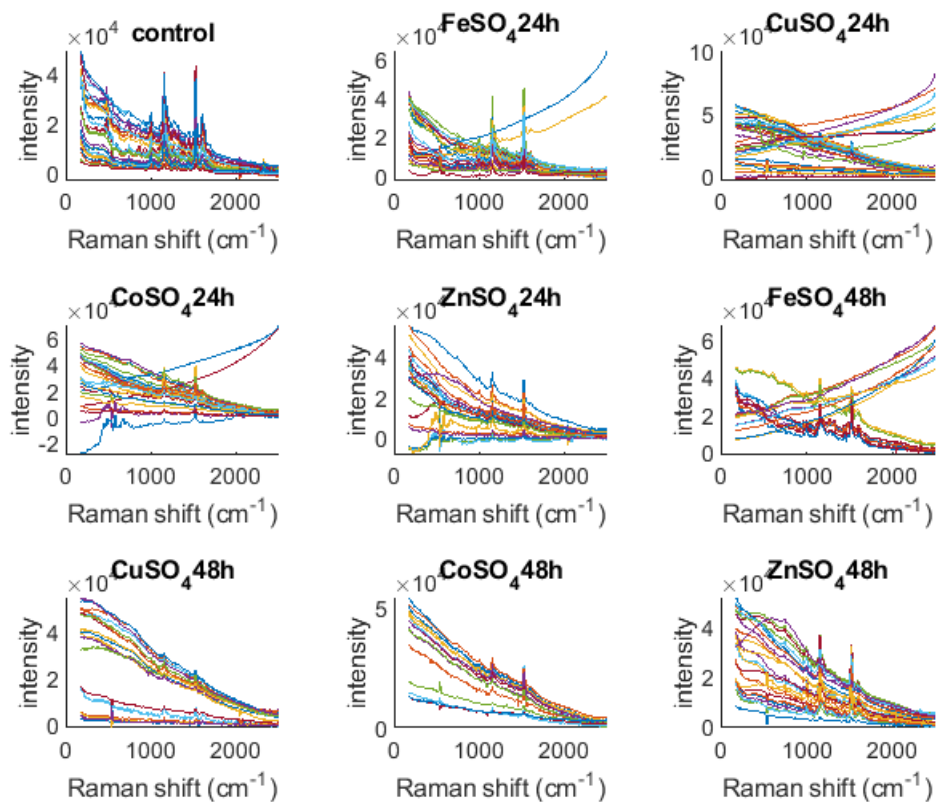 control
×10⁴
intensity
4
2
0
0 1000 2000
Raman shift (cm⁻¹)
FeSO₄24h
×10⁴
intensity
6
4
2
0
0 1000 2000
Raman shift (cm⁻¹)
CuSO₄24h
×10⁴
intensity
10
5
0
0 1000 2000
Raman shift (cm⁻¹)
CoSO₄24h
×10⁴
intensity
6
4
2
0
-2
0 1000 2000
Raman shift (cm⁻¹)
ZnSO₄24h
×10⁴
intensity
4
2
0
0 1000 2000
Raman shift (cm⁻¹)
FeSO₄48h
×10⁴
intensity
6
4
2
0
0 1000 2000
Raman shift (cm⁻¹)
CuSO₄48h
×10⁴
intensity
4
2
0
0 1000 2000
Raman shift (cm⁻¹)
CoSO₄48h
×10⁴
intensity
5
0
0 1000 2000
Raman shift (cm⁻¹)
ZnSO₄48h
×10⁴
intensity
4
2
0
0 1000 2000
Raman shift (cm⁻¹)